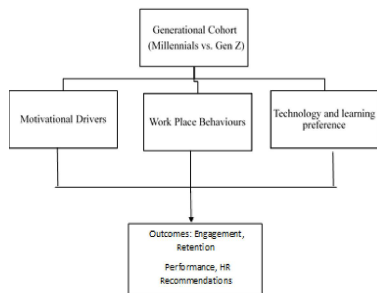 Generational Cohort
(Millennials vs. Gen Z)
Motivational Drivers
Work Place Behaviours
Technology and learning
preference
Outcomes: Engagement,
Retention
Performance, HR
Recommendations